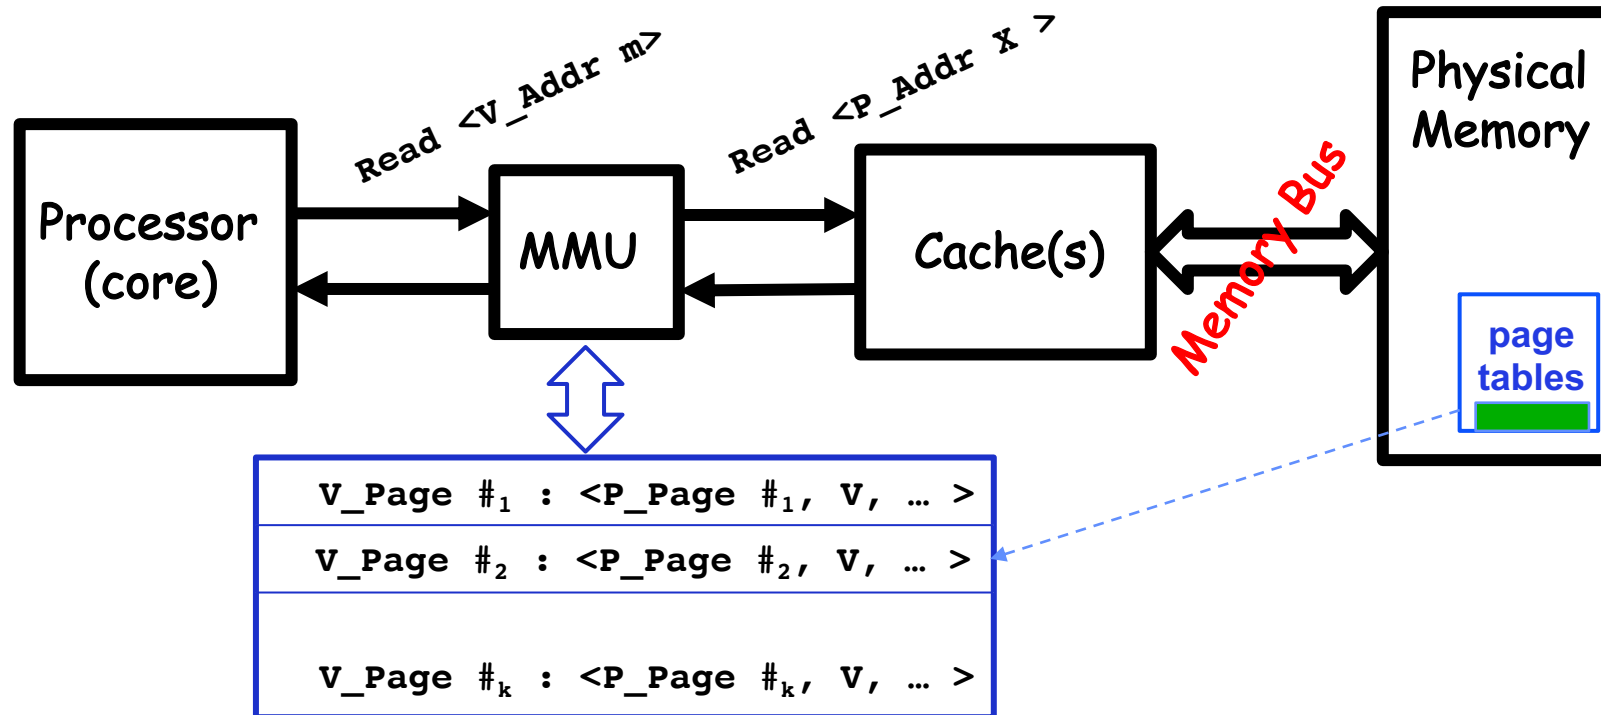 Read <V_Addr m>
Read <P_Addr X >
Physical
Memory
Processor
(core)
MMU
Cache(s)
Memory Bus
page
tables
V_Page #1 : <P_Page #1, V, … >
V_Page #2 : <P_Page #2, V, … >
V_Page #k : <P_Page #k, V, … >